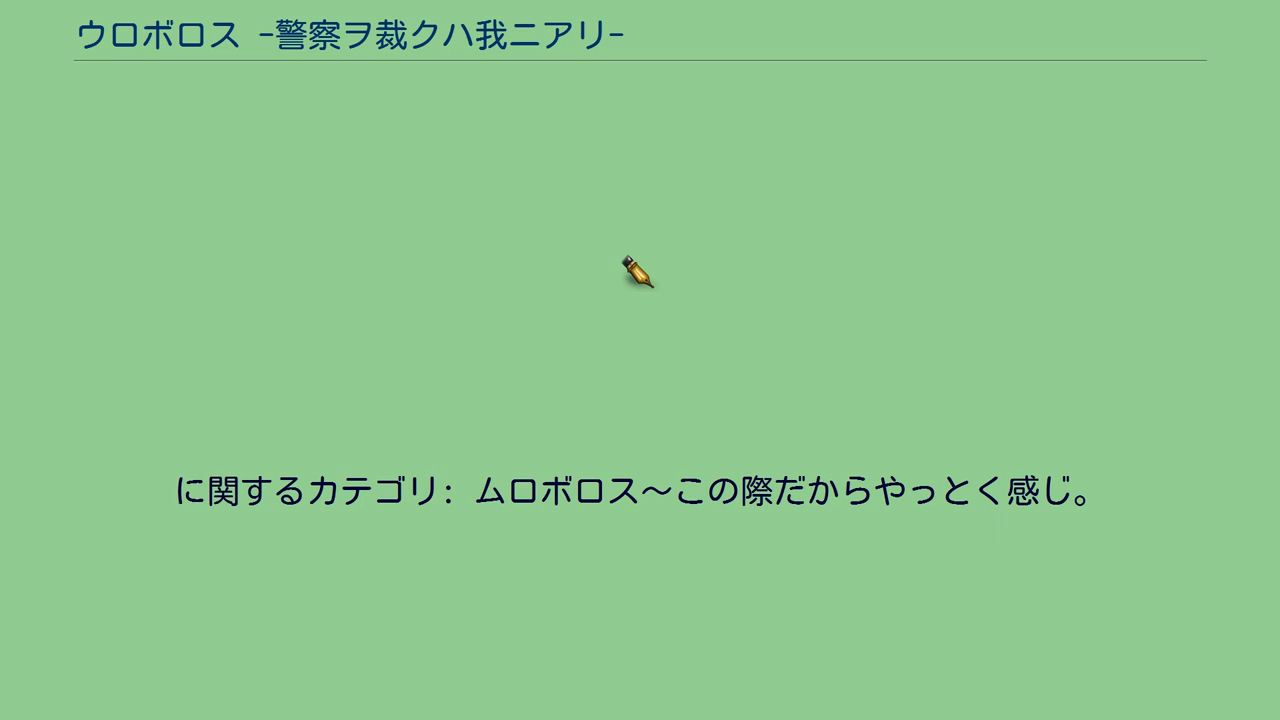 ウロボロス -警察ヲ裁クハ我ニアリ-
に関するカテゴリ: ムロボロス〜この際だからやっとく感じ。